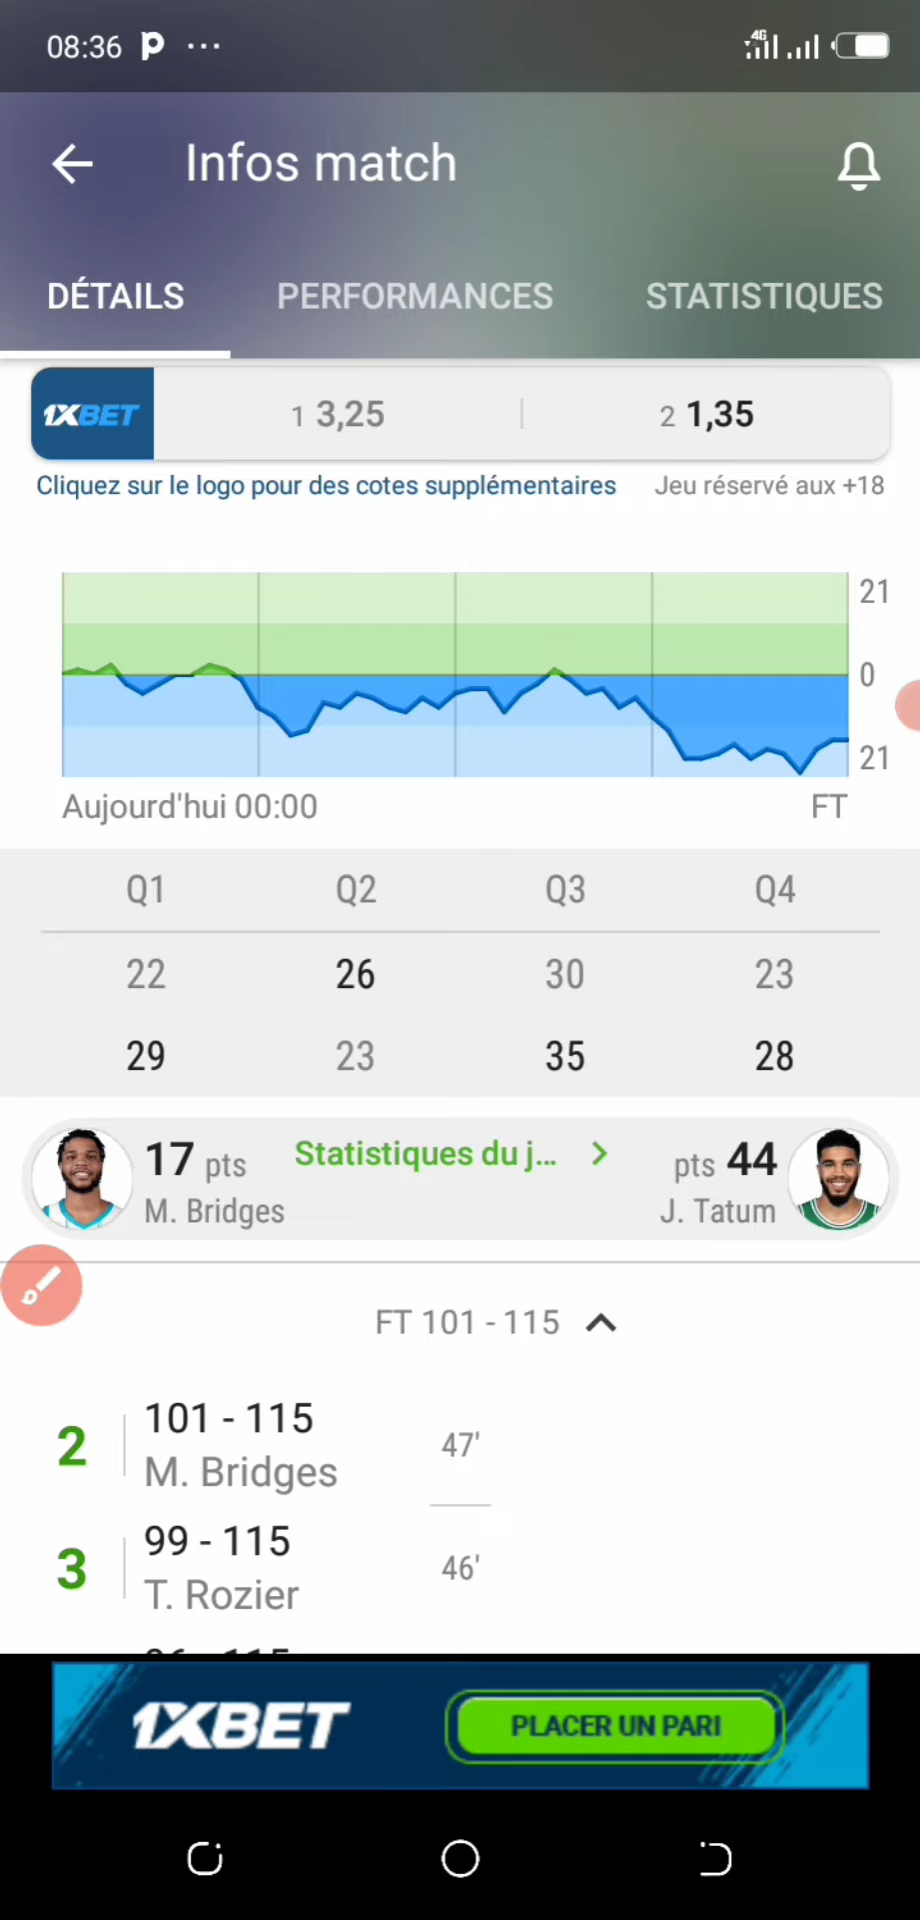 08:36 P ... 4G
Infos match
DÉTAILS PERFORMANCES STATISTIQUES
1XBET 1 3,25 2 1,35
Cliquez sur le logo pour des cotes supplémentaires Jeu réservé aux +18
21
0
21
Aujourd'hui 00:00 FT
Q1 Q2 Q3 Q4
22 26 30 23
29 23 35 28
17 pts Statistiques du j... > pts 44
M. Bridges J. Tatum
FT 101 - 115
2 101 - 115 47'
M. Bridges
3 99 - 115 46'
T. Rozier
1XBET PLACER UN PARI